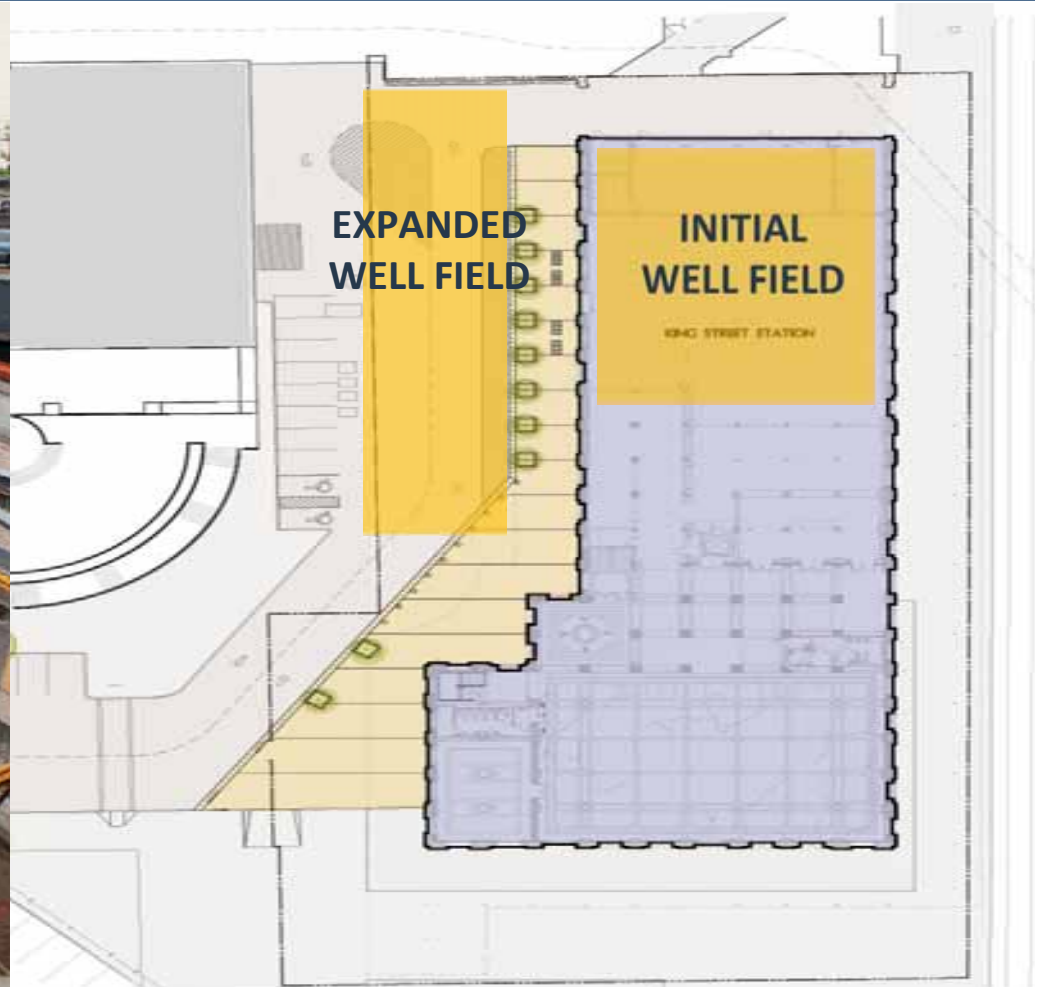 EXPANDED
WELL FIELD
INITIAL
WELL FIELD
KING STREET STATION